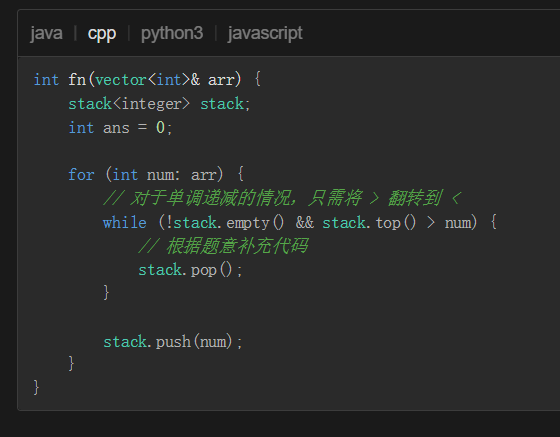 java | cpp | python3 | javascript
int fn(vector<int>& arr) {
    stack<integer> stack;
    int ans = 0;

    for (int num: arr) {
        // 对于单调递减的情况，只需将 > 翻转到 <
        while (!stack.empty() && stack.top() > num) {
            // 根据题意补充代码
            stack.pop();
        }

        stack.push(num);
    }
}